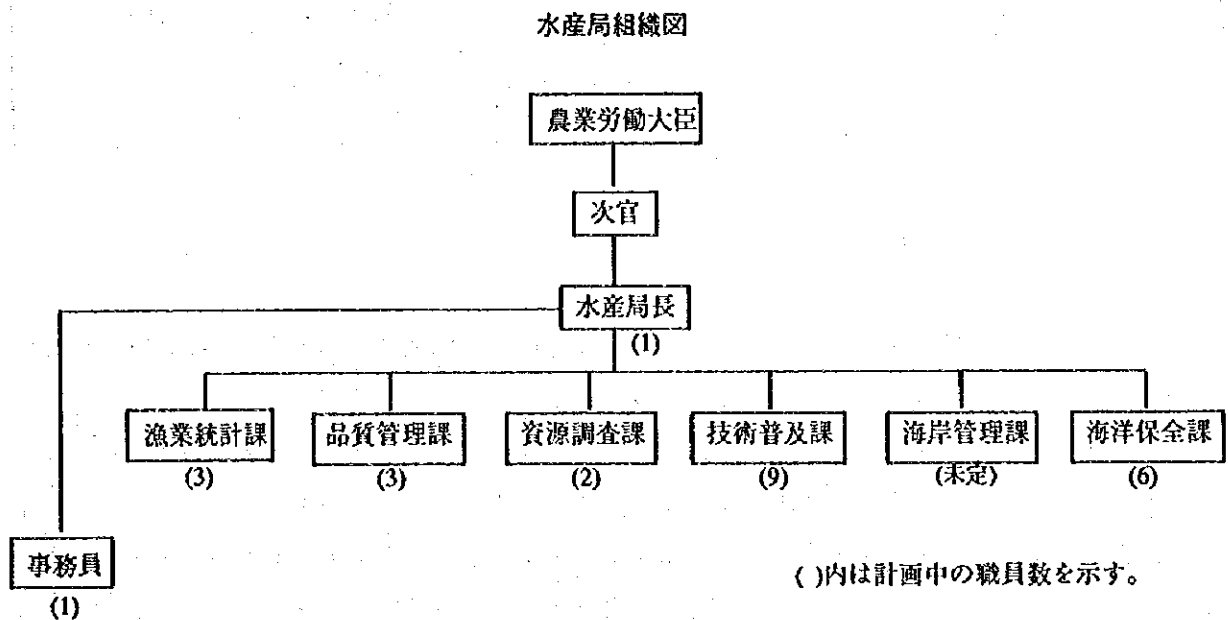 水産局組織図
農業労働大臣
次官
水産局長
(1)
漁業統計課
(3)
品質管理課
(3)
資源調査課
(2)
技術普及課
(9)
海岸管理課
(未定)
海洋保全課
(6)
事務員
(1)
( )内は計画中の職員数を示す。